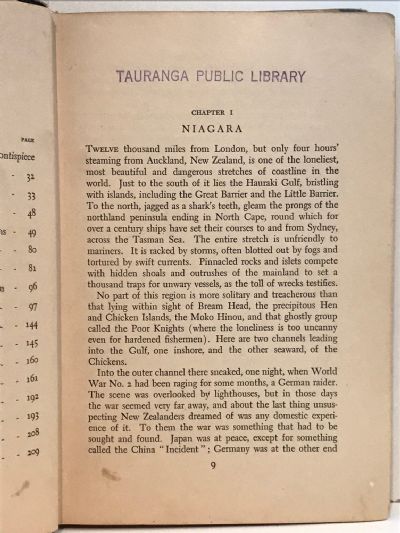 PAGE
ontispiece
- 32
- 33
- 48
ns - 49
- 80
- 81
n - 96
- 97
- 144
- 145
- 160
- 161
- 192
- 193
- 208
- 209
TAURANGA PUBLIC LIBRARY
CHAPTER I
NIAGARA
TWELVE thousand miles from London, but only four hours'
steaming from Auckland, New Zealand, is one of the loneliest,
most beautiful and dangerous stretches of coastline in the
world. Just to the south of it lies the Hauraki Gulf, bristling
with islands, including the Great Barrier and the Little Barrier.
To the north, jagged as a shark's teeth, gleam the prongs of the
northland peninsula ending in North Cape, round which for
over a century ships have set their courses to and from Sydney,
across the Tasman Sea. The entire stretch is unfriendly to
mariners. It is racked by storms, often blotted out by fogs and
tortured by swift currents. Pinnacled rocks and islets compete
with hidden shoals and outrushes of the mainland to set a
thousand traps for unwary vessels, as the toll of wrecks testifies.
No part of this region is more solitary and treacherous than
that lying within sight of Bream Head, the precipitous Hen
and Chicken Islands, the Moko Hinou, and that ghostly group
called the Poor Knights (where the loneliness is too uncanny
even for hardened fishermen). Here are two channels leading
into the Gulf, one inshore, and the other seaward, of the
Chickens.
Into the outer channel there sneaked, one night, when World
War No. 2 had been raging for some months, a German raider.
The scene was overlooked by lighthouses, but in those days
the war seemed very far away, and about the last thing unsus-
pecting New Zealanders dreamed of was any domestic experi-
ence of it. To them the war was something that had to be
sought and found. Japan was at peace, except for something
called the China "Incident"; Germany was at the other end
9